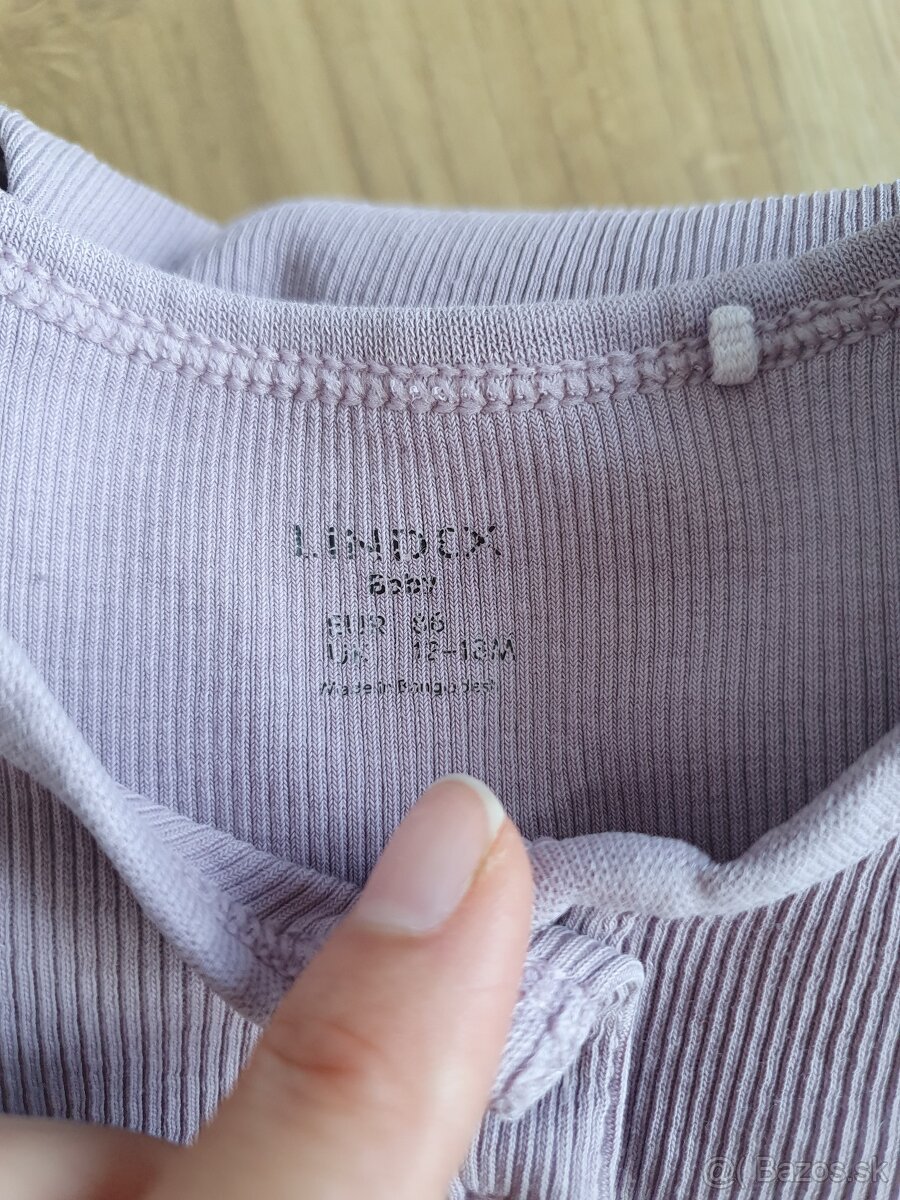 LINDEX
Baby
EUR 86
UK 12-18M
Made in Bangladesh
@ Bazos.sk